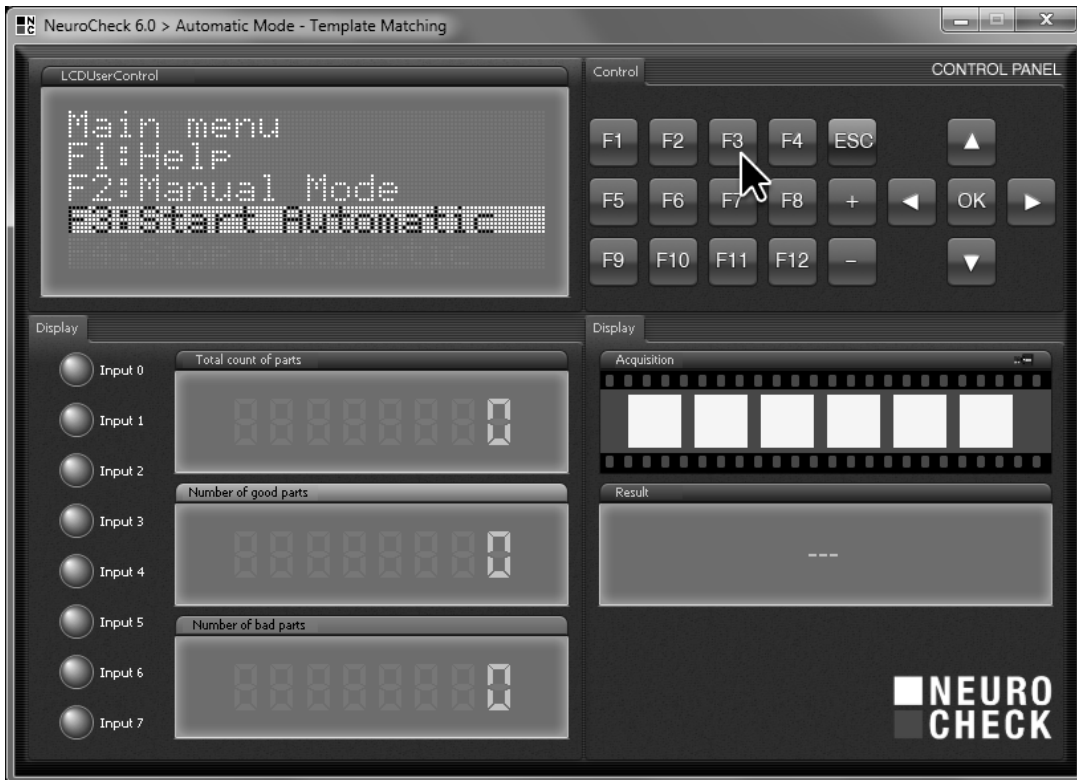 NeuroCheck 6.0 > Automatic Mode - Template Matching
LCDUserControl
Main menu
F1:Help
F2:Manual Mode
F3:Start Automatic
F4:Stop Automatic
Control
CONTROL PANEL
F1 F2 F3 F4 ESC
F5 F6 F7 F8 + OK
F9 F10 F11 F12 -
Display
Input 0
Input 1
Input 2
Input 3
Input 4
Input 5
Input 6
Input 7
Total count of parts
0
Number of good parts
0
Number of bad parts
0
Display
Acquisition
Result
---
NEURO
CHECK